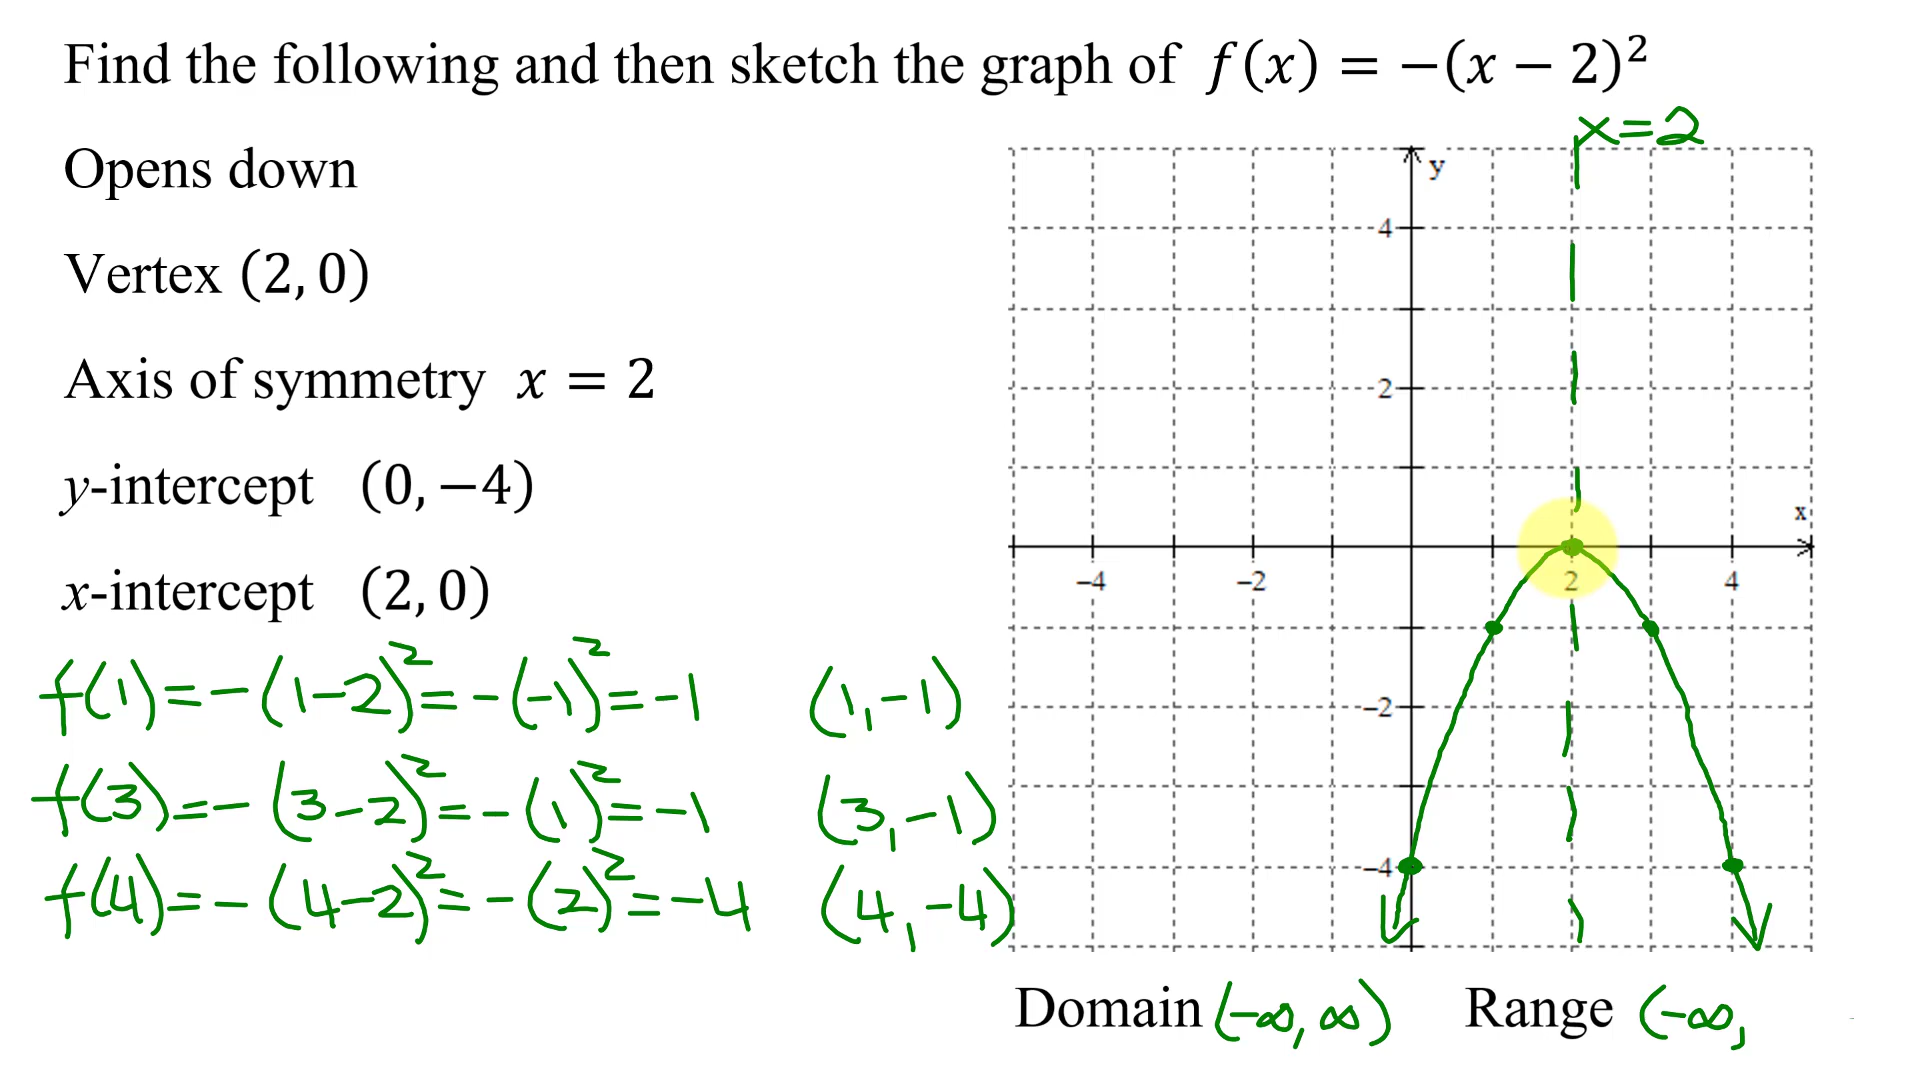 Find the following and then sketch the graph of f(x) = −(x − 2)²
Opens down
Vertex (2, 0)
Axis of symmetry x = 2
y-intercept (0, −4)
x-intercept (2, 0)
f(1) = −(1−2)² = −(−1)² = −1 (1, −1)
f(3) = −(3−2)² = −(1)² = −1 (3, −1)
f(4) = −(4−2)² = −(2)² = −4 (4, −4)
x=2
y
4
2
x
−4 −2 2 4
−2
−4
Domain (−∞, ∞) Range (−∞,